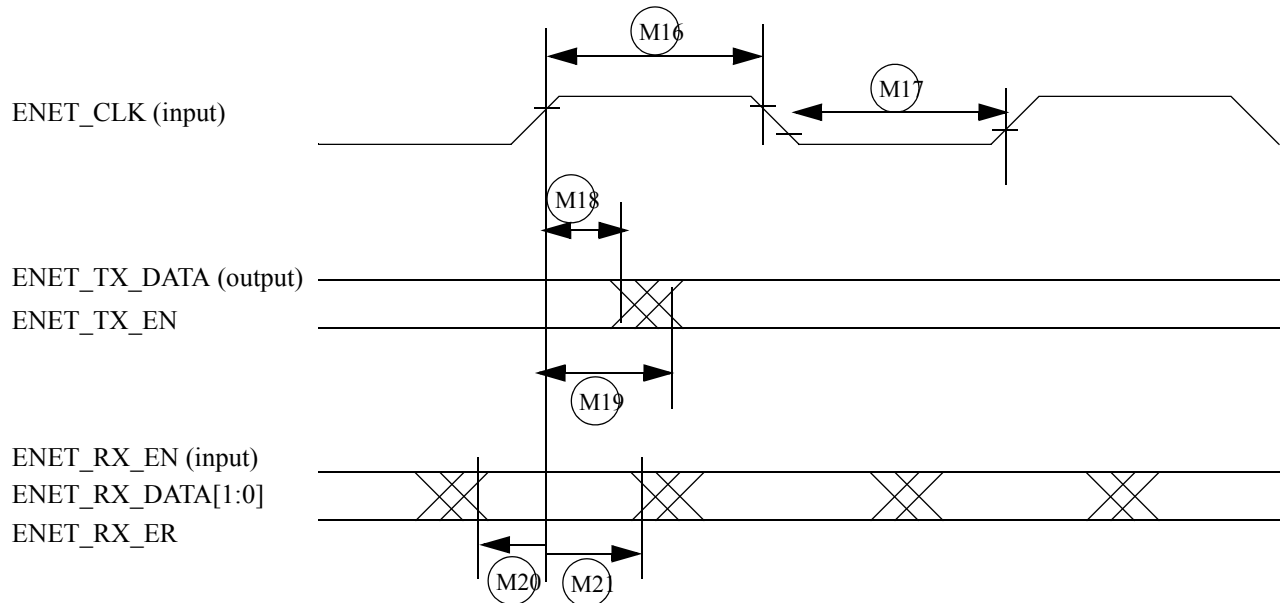 M16
M17
ENET_CLK (input)
M18
ENET_TX_DATA (output)
ENET_TX_EN
M19
ENET_RX_EN (input)
ENET_RX_DATA[1:0]
ENET_RX_ER
M20
M21